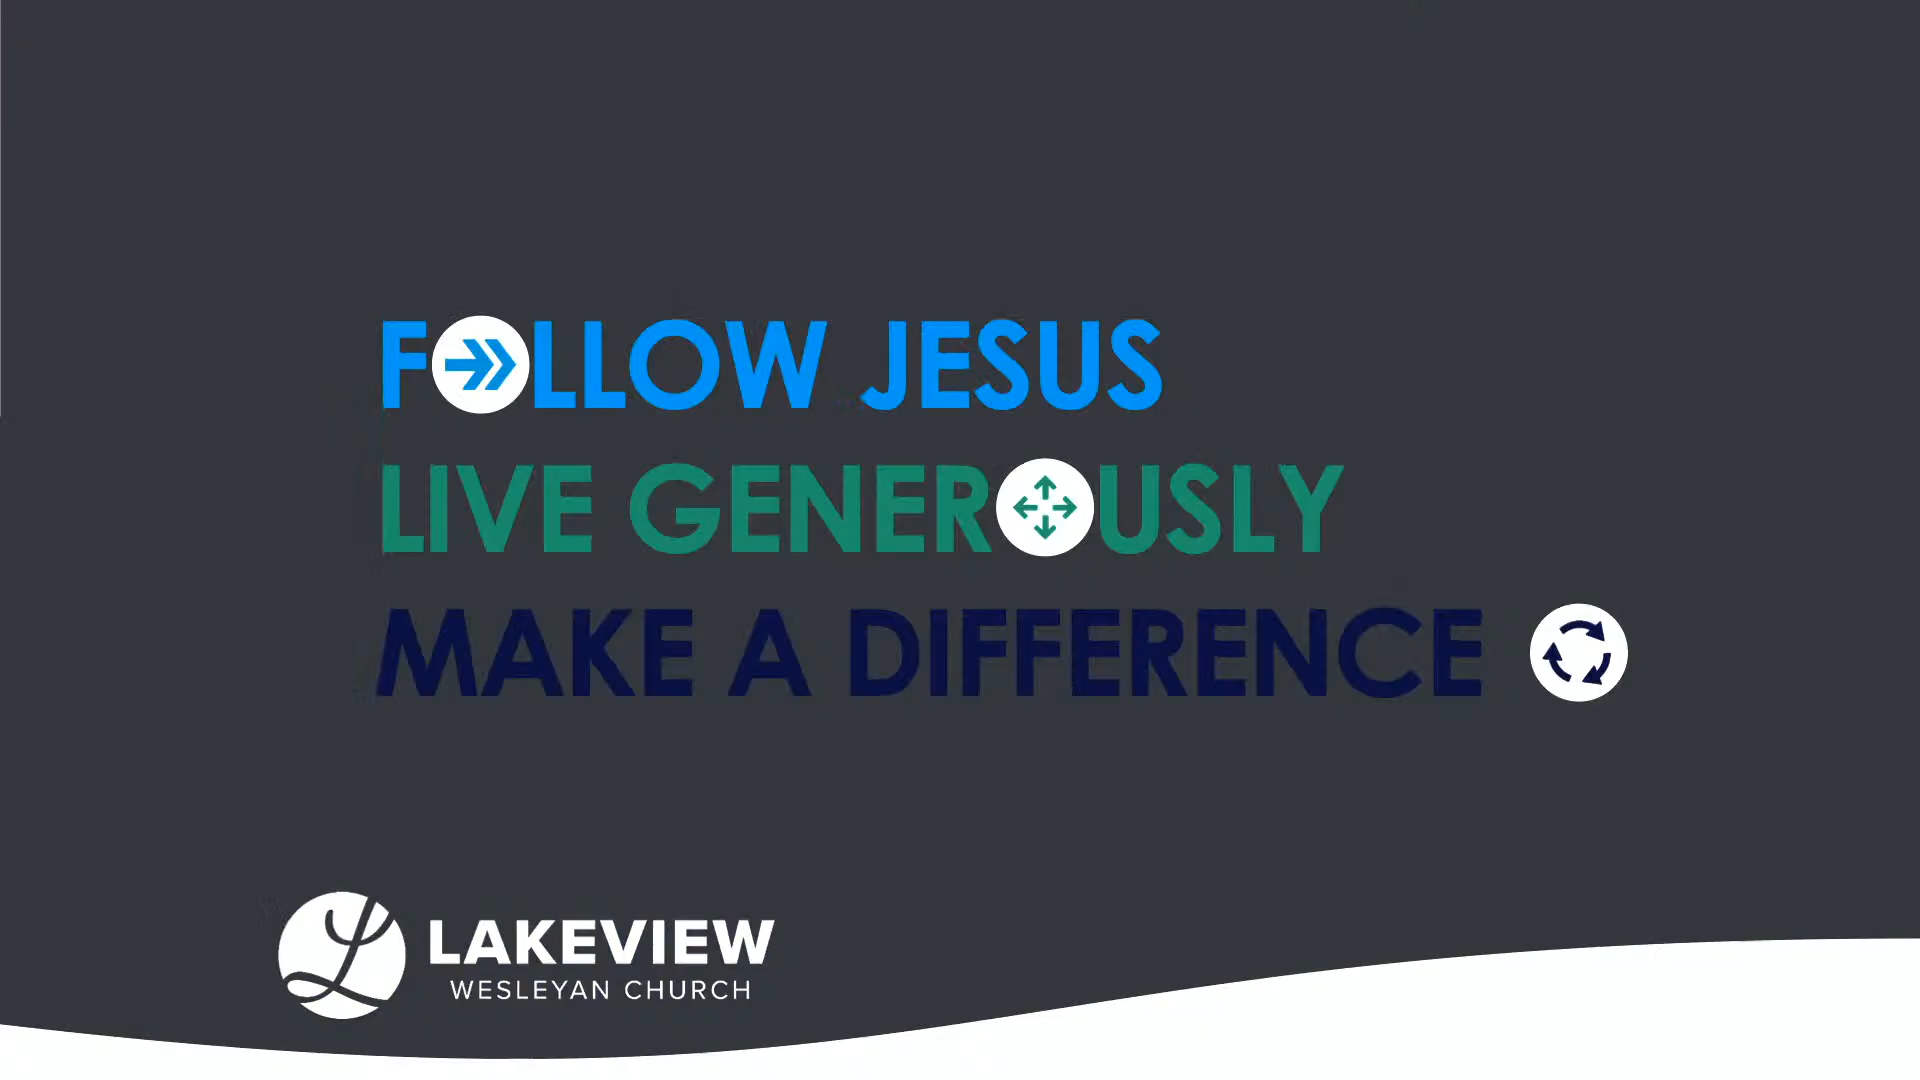 FOLLOW JESUS
LIVE GENEROUSLY
MAKE A DIFFERENCE
LAKEVIEW
WESLEYAN CHURCH